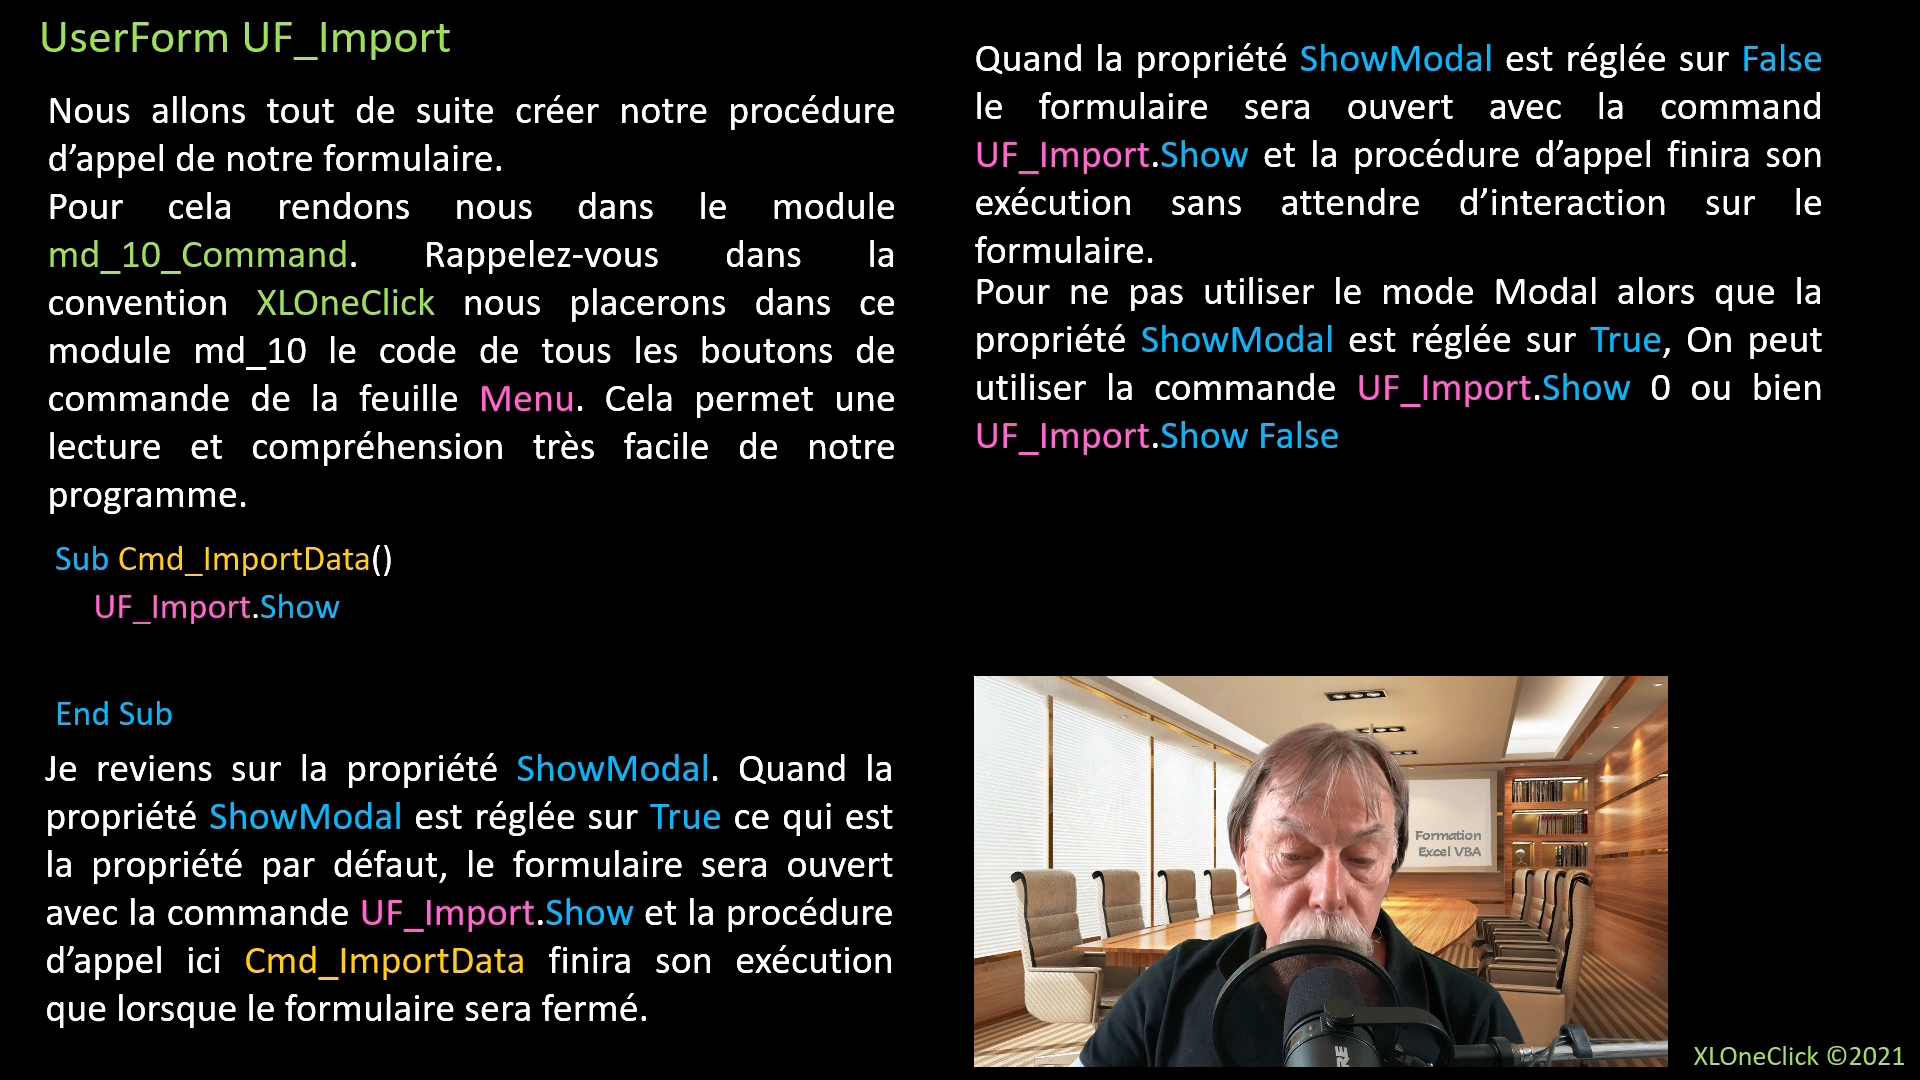 UserForm UF_Import
Nous allons tout de suite créer notre procédure
d’appel de notre formulaire.
Pour cela rendons nous dans le module
md_10_Command. Rappelez-vous dans la
convention XLOneClick nous placerons dans ce
module md_10 le code de tous les boutons de
commande de la feuille Menu. Cela permet une
lecture et compréhension très facile de notre
programme.
Sub Cmd_ImportData()
UF_Import.Show
End Sub
Je reviens sur la propriété ShowModal. Quand la
propriété ShowModal est réglée sur True ce qui est
la propriété par défaut, le formulaire sera ouvert
avec la commande UF_Import.Show et la procédure
d’appel ici Cmd_ImportData finira son exécution
que lorsque le formulaire sera fermé.
Quand la propriété ShowModal est réglée sur False
le formulaire sera ouvert avec la command
UF_Import.Show et la procédure d’appel finira son
exécution sans attendre d’interaction sur le
formulaire.
Pour ne pas utiliser le mode Modal alors que la
propriété ShowModal est réglée sur True, On peut
utiliser la commande UF_Import.Show 0 ou bien
UF_Import.Show False
Formation
Excel VBA
XLOneClick ©2021